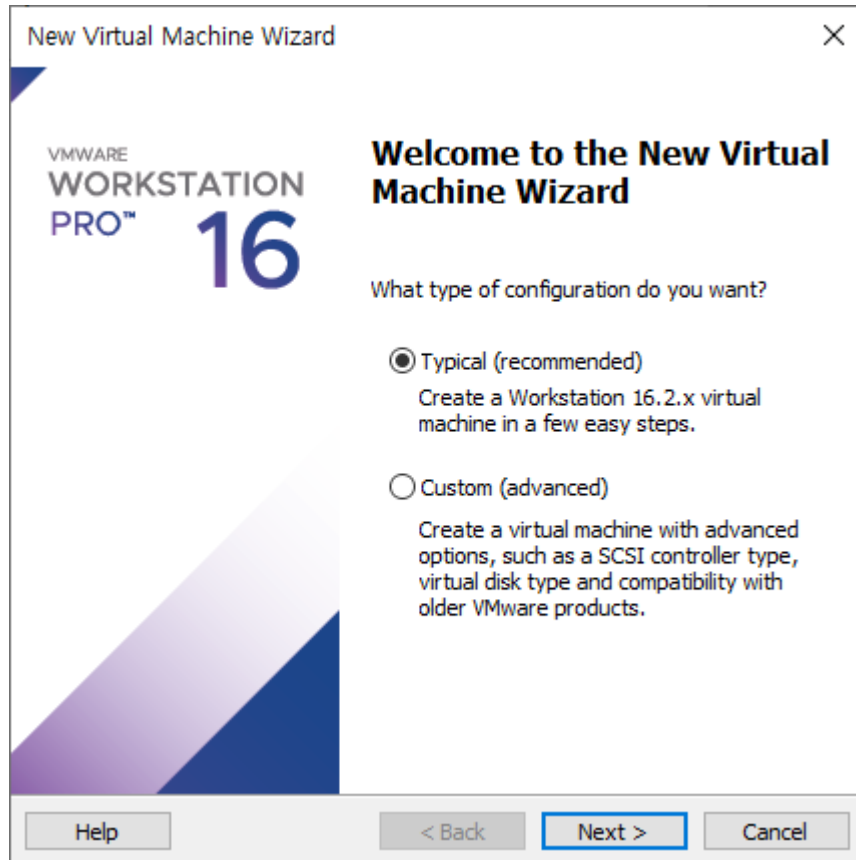 New Virtual Machine Wizard
VMWARE
WORKSTATION
PRO™ 16
Welcome to the New Virtual
Machine Wizard
What type of configuration do you want?
Typical (recommended)
Create a Workstation 16.2.x virtual
machine in a few easy steps.
Custom (advanced)
Create a virtual machine with advanced
options, such as a SCSI controller type,
virtual disk type and compatibility with
older VMware products.
Help < Back Next > Cancel